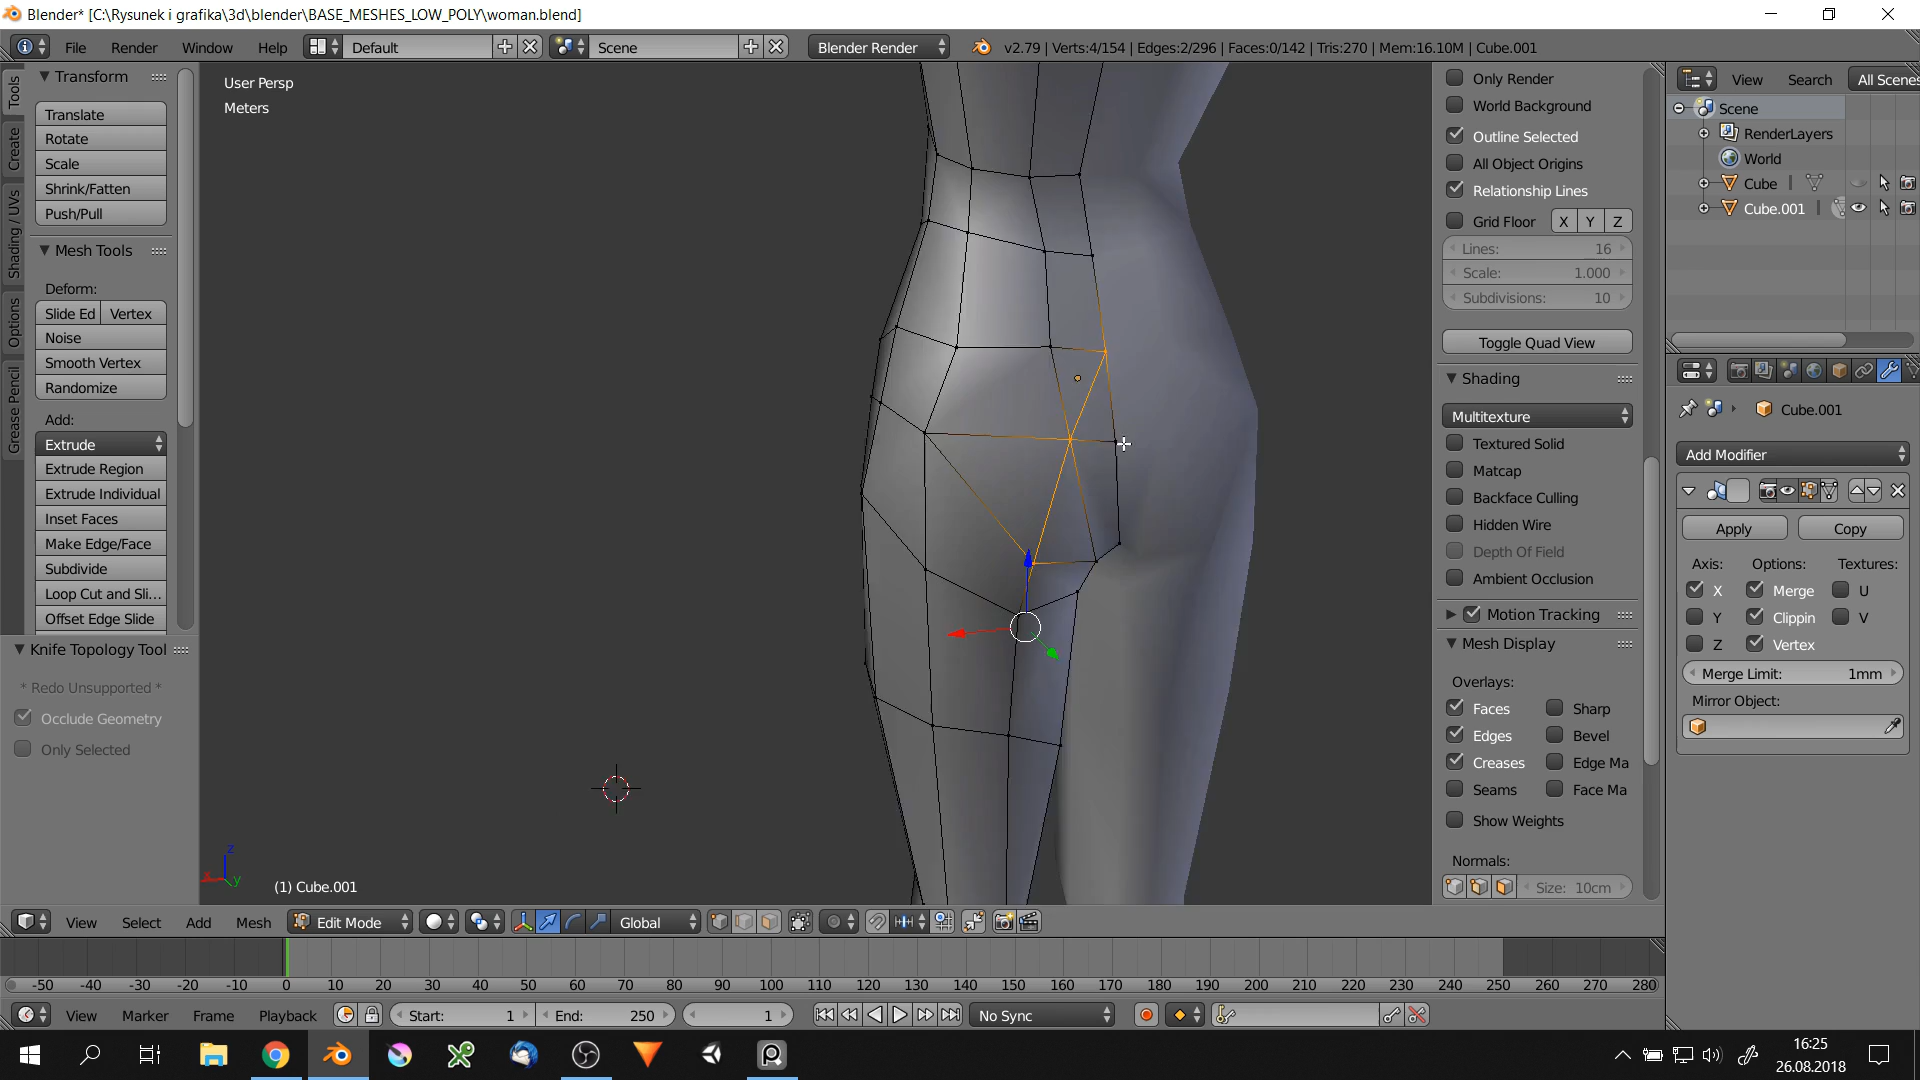 Blender* [C:\Rysunek i grafika\3d\blender\BASE_MESHES_LOW_POLY\woman.blend]
File Render Window Help Default Scene Blender Render v2.79 | Verts:4/154 | Edges:2/296 | Faces:0/142 | Tris:270 | Mem:16.10M | Cube.001
Tools
Create
Shading / UVs
Options
Grease Pencil
Transform
Translate
Rotate
Scale
Shrink/Fatten
Push/Pull
Mesh Tools
Deform:
Slide Ed Vertex
Noise
Smooth Vertex
Randomize
Add:
Extrude
Extrude Region
Extrude Individual
Inset Faces
Make Edge/Face
Subdivide
Loop Cut and Sli...
Offset Edge Slide
Knife Topology Tool
* Redo Unsupported *
Occlude Geometry
Only Selected
User Persp
Meters
z
x
y
(1) Cube.001
Only Render
World Background
Outline Selected
All Object Origins
Relationship Lines
Grid Floor X Y Z
Lines: 16
Scale: 1.000
Subdivisions: 10
Toggle Quad View
Shading
Multitexture
Textured Solid
Matcap
Backface Culling
Hidden Wire
Depth Of Field
Ambient Occlusion
Motion Tracking
Mesh Display
Overlays:
Faces Sharp
Edges Bevel
Creases Edge Ma
Seams Face Ma
Show Weights
Normals:
Size: 10cm
View Search All Scenes
Scene
RenderLayers
World
Cube
Cube.001
Cube.001
Add Modifier
Apply Copy
Axis: Options: Textures:
X Merge U
Y Clippin V
Z Vertex
Merge Limit: 1mm
Mirror Object:
View Select Add Mesh Edit Mode Global
-50 -40 -30 -20 -10 0 10 20 30 40 50 60 70 80 90 100 110 120 130 140 150 160 170 180 190 200 210 220 230 240 250 260 270 280
View Marker Frame Playback Start: 1 End: 250 1 No Sync
16:25
26.08.2018